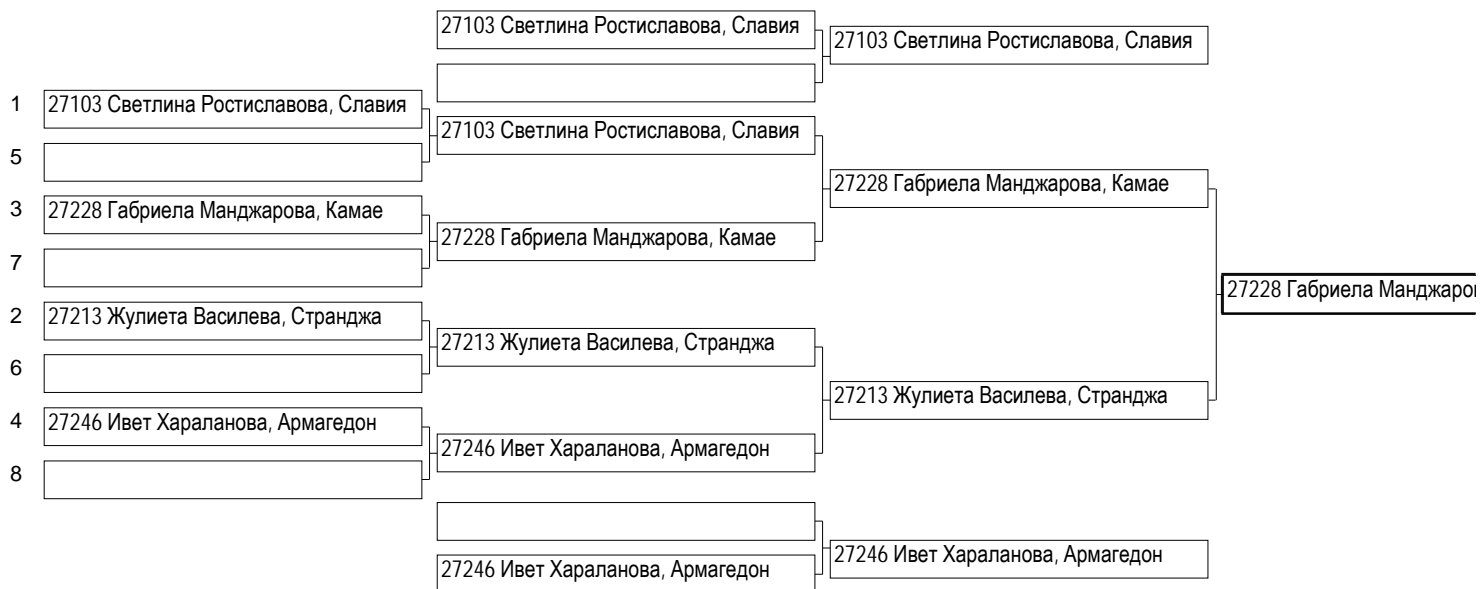 27103 Светлина Ростиславова, Славия
27103 Светлина Ростиславова, Славия
1 27103 Светлина Ростиславова, Славия
27103 Светлина Ростиславова, Славия
5
27228 Габриела Манджарова, Камае
3 27228 Габриела Манджарова, Камае
27228 Габриела Манджарова, Камае
7
27228 Габриела Манджаро
2 27213 Жулиета Василева, Странджа
27213 Жулиета Василева, Странджа
6
27213 Жулиета Василева, Странджа
4 27246 Ивет Хараланова, Армагедон
27246 Ивет Хараланова, Армагедон
8
27246 Ивет Хараланова, Армагедон
27246 Ивет Хараланова, Армагедон